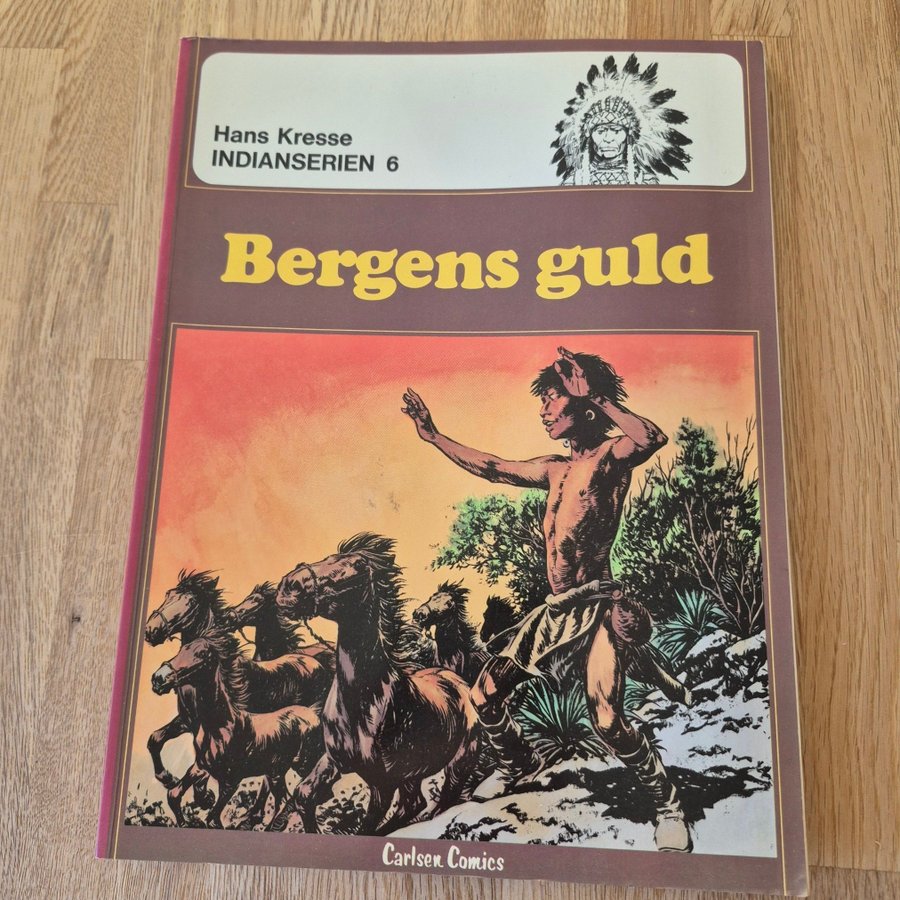 Hans Kresse
INDIANSERIEN 6
Bergens guld
Carlsen Comics